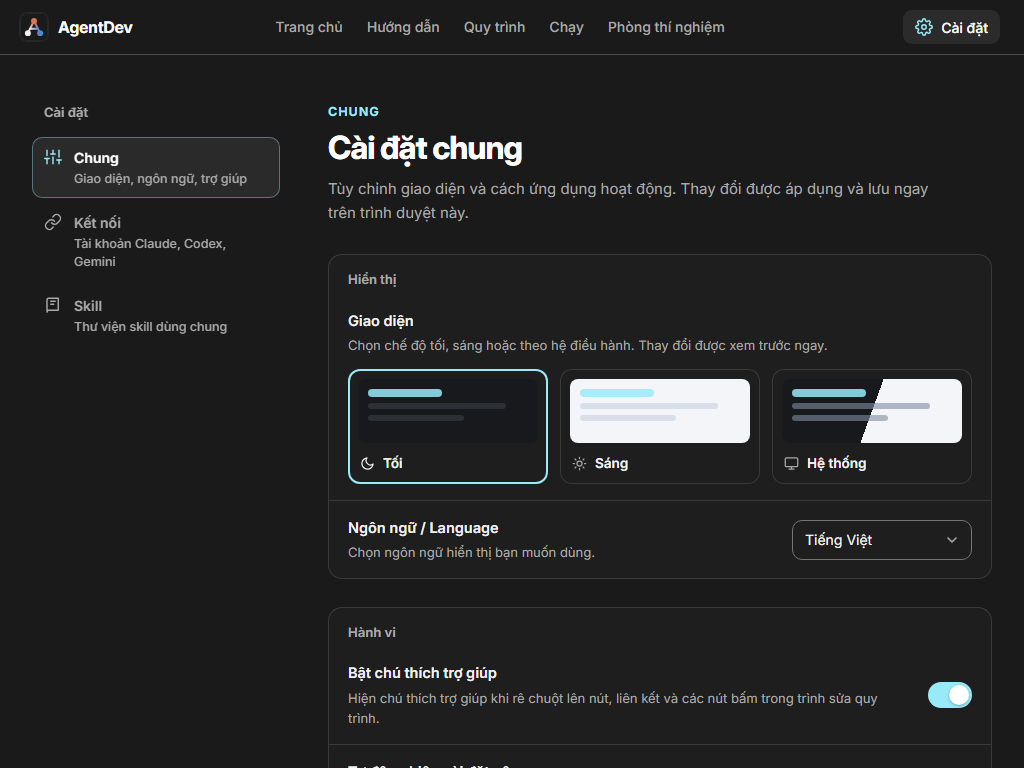 AgentDev
Trang chủ
Hướng dẫn
Quy trình
Chạy
Phòng thí nghiệm
Cài đặt
Cài đặt
Chung
Giao diện, ngôn ngữ, trợ giúp
Kết nối
Tài khoản Claude, Codex,
Gemini
Skill
Thư viện skill dùng chung
CHUNG
Cài đặt chung
Tùy chỉnh giao diện và cách ứng dụng hoạt động. Thay đổi được áp dụng và lưu ngay
trên trình duyệt này.
Hiển thị
Giao diện
Chọn chế độ tối, sáng hoặc theo hệ điều hành. Thay đổi được xem trước ngay.
Tối
Sáng
Hệ thống
Ngôn ngữ / Language
Chọn ngôn ngữ hiển thị bạn muốn dùng.
Tiếng Việt
Hành vi
Bật chú thích trợ giúp
Hiện chú thích trợ giúp khi rê chuột lên nút, liên kết và các nút bấm trong trình sửa quy
trình.